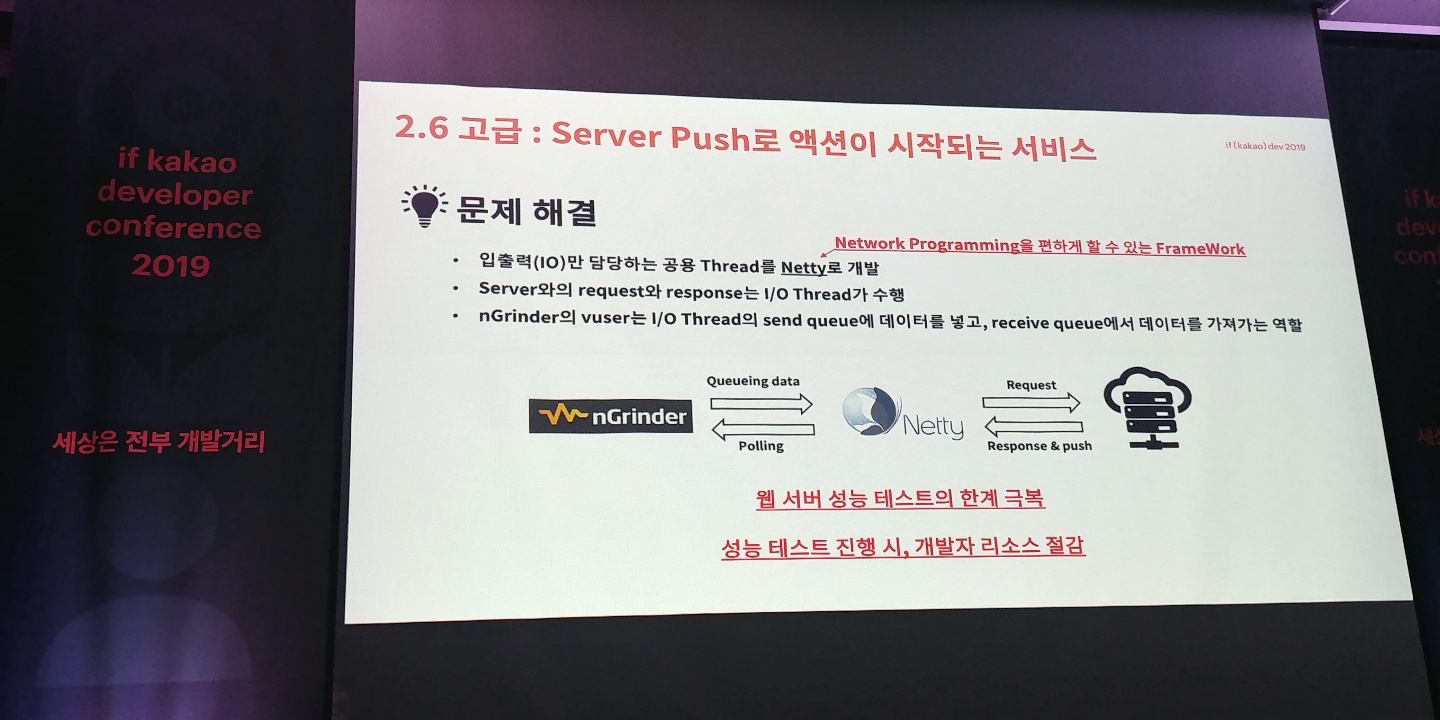 if kakao
developer
conference
2019
세상은 전부 개발거리
2.6 고급 : Server Push로 액션이 시작되는 서비스
if(kakao)dev2019
문제 해결
Network Programming을 편하게 할 수 있는 FrameWork
• 입출력(IO)만 담당하는 공용 Thread를 Netty로 개발
• Server와의 request와 response는 I/O Thread가 수행
• nGrinder의 vuser는 I/O Thread의 send queue에 데이터를 넣고, receive queue에서 데이터를 가져가는 역할
Queueing data
Request
nGrinder
Netty
Polling
Response & push
웹 서버 성능 테스트의 한계 극복
성능 테스트 진행 시, 개발자 리소스 절감